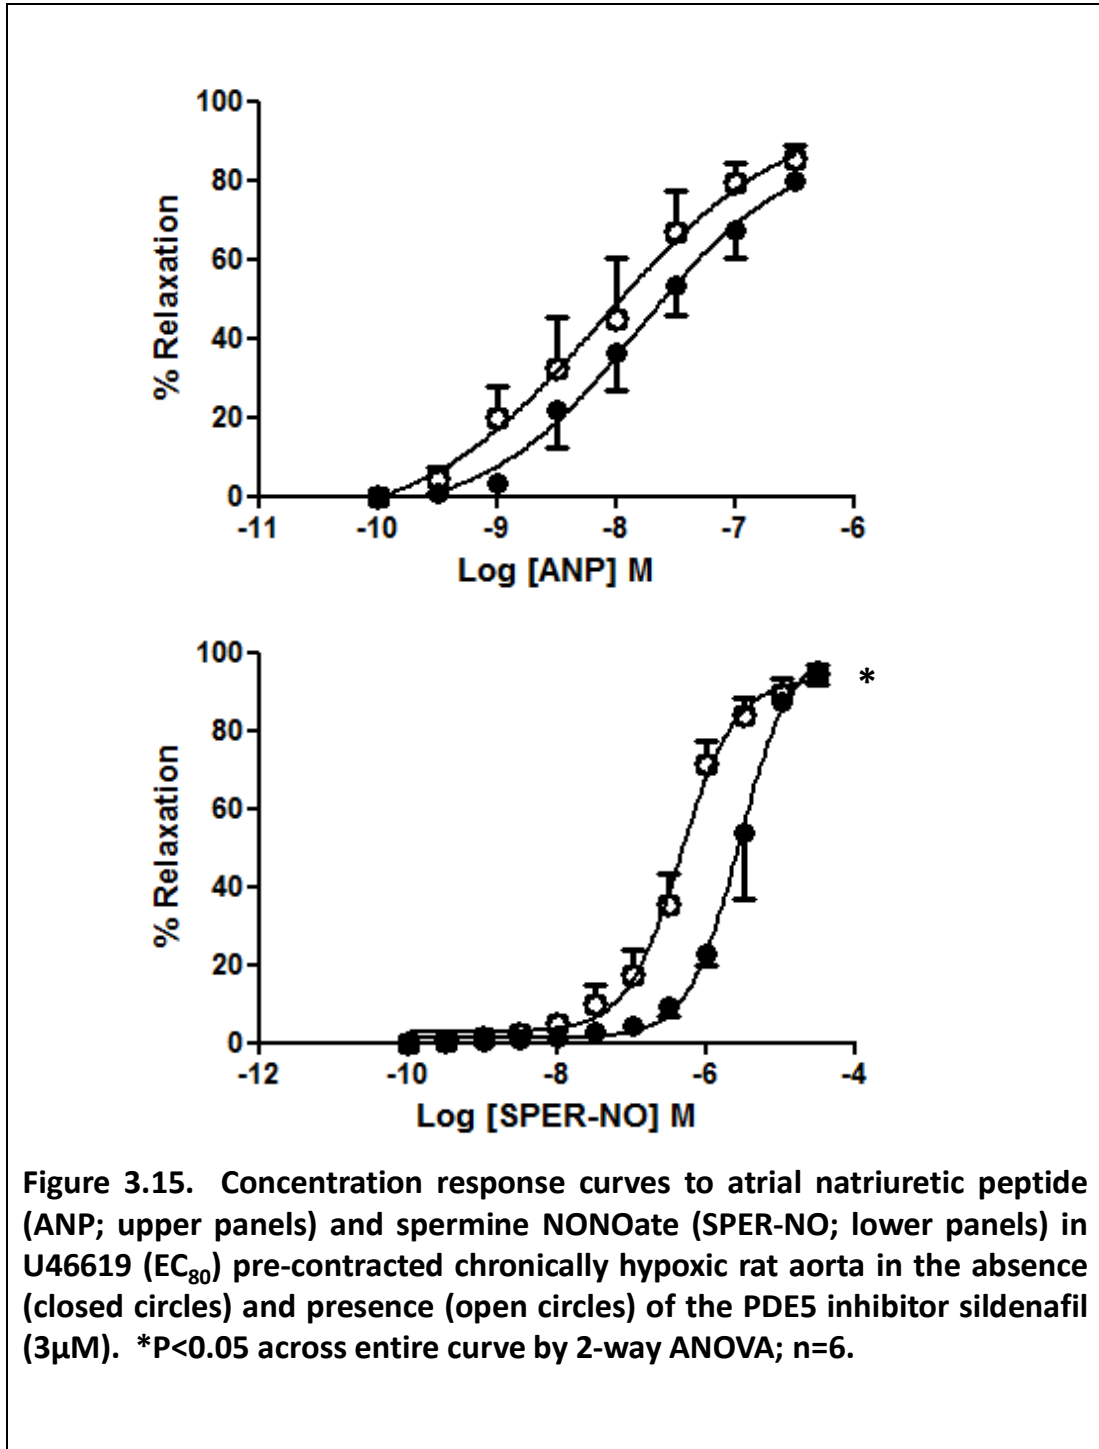 100
80
60
40
20
0
% Relaxation
-11 -10 -9 -8 -7 -6
Log [ANP] M
100
80
60
40
20
0
% Relaxation
*
-12 -10 -8 -6 -4
Log [SPER-NO] M
Figure 3.15. Concentration response curves to atrial natriuretic peptide
(ANP; upper panels) and spermine NONOate (SPER-NO; lower panels) in
U46619 (EC80) pre-contracted chronically hypoxic rat aorta in the absence
(closed circles) and presence (open circles) of the PDE5 inhibitor sildenafil
(3µM). *P<0.05 across entire curve by 2-way ANOVA; n=6.